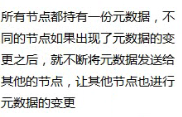 所有节点都持有一份元数据，不
同的节点如果出现了元数据的变
更之后，就不断将元数据发送给
其他的节点，让其他节点也进行
元数据的变更